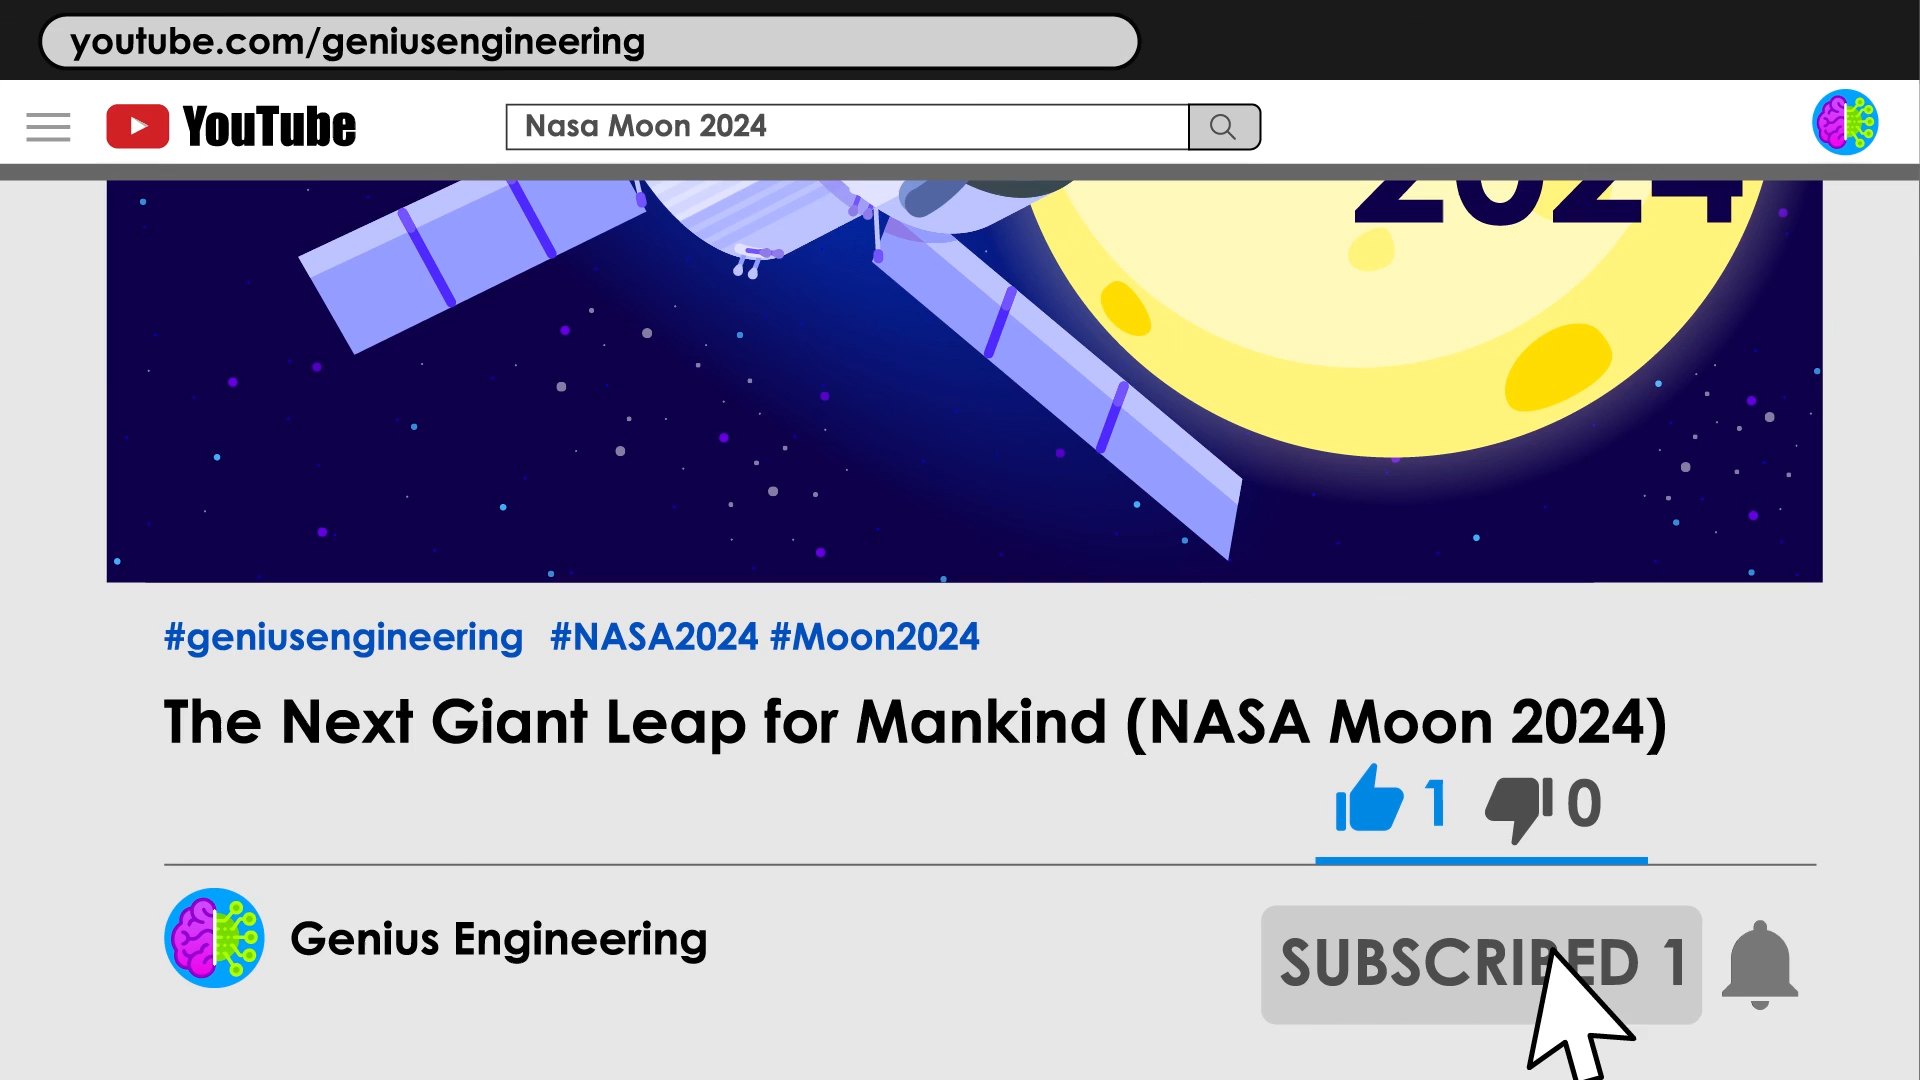 youtube.com/geniusengineering
YouTube
Nasa Moon 2024
2024
#geniusengineering #NASA2024 #Moon2024
The Next Giant Leap for Mankind (NASA Moon 2024)
1 0
Genius Engineering
SUBSCRIBED 1